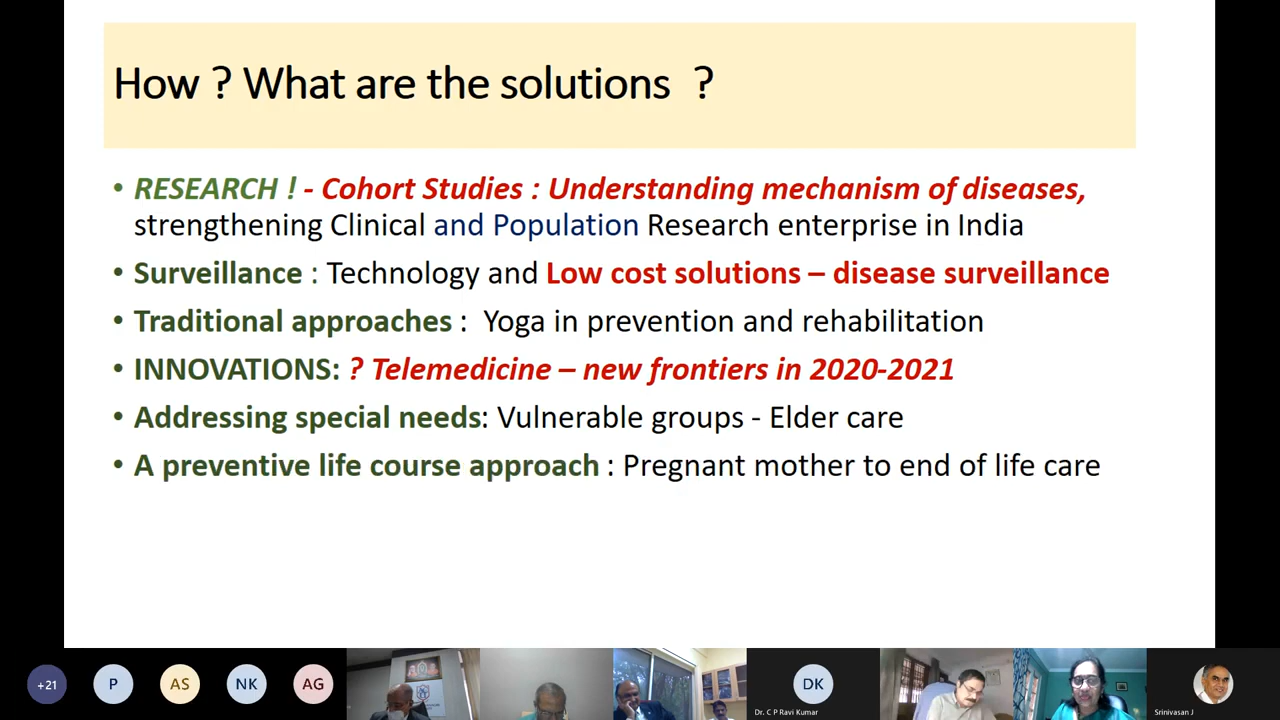 How ? What are the solutions ?
• RESEARCH ! - Cohort Studies : Understanding mechanism of diseases,
strengthening Clinical and Population Research enterprise in India
• Surveillance : Technology and Low cost solutions – disease surveillance
• Traditional approaches : Yoga in prevention and rehabilitation
• INNOVATIONS: ? Telemedicine – new frontiers in 2020-2021
• Addressing special needs: Vulnerable groups - Elder care
• A preventive life course approach : Pregnant mother to end of life care
+21
P
AS
NK
AG
DK
Dr. C P Ravi Kumar
Srinivasan J